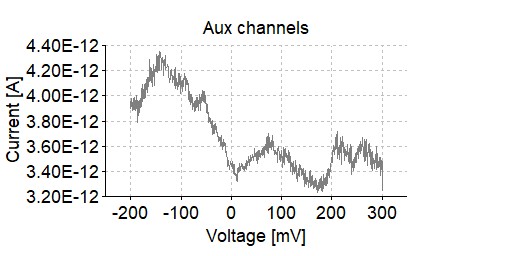 Aux channels
4.40E-12
4.20E-12
4.00E-12
3.80E-12
3.60E-12
3.40E-12
3.20E-12
Current [A]
-200 -100 0 100 200 300
Voltage [mV]